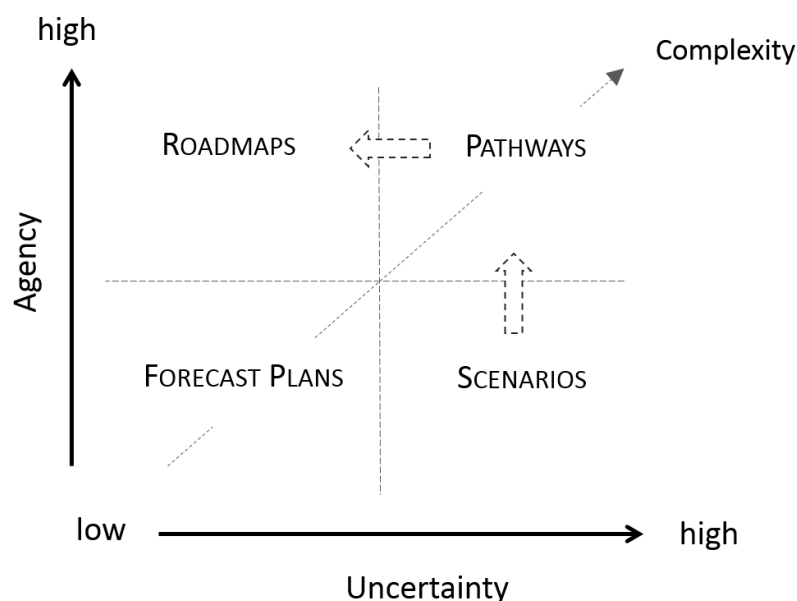 high
Complexity
ROADMAPS
PATHWAYS
Agency
FORECAST PLANS
SCENARIOS
low
high
Uncertainty